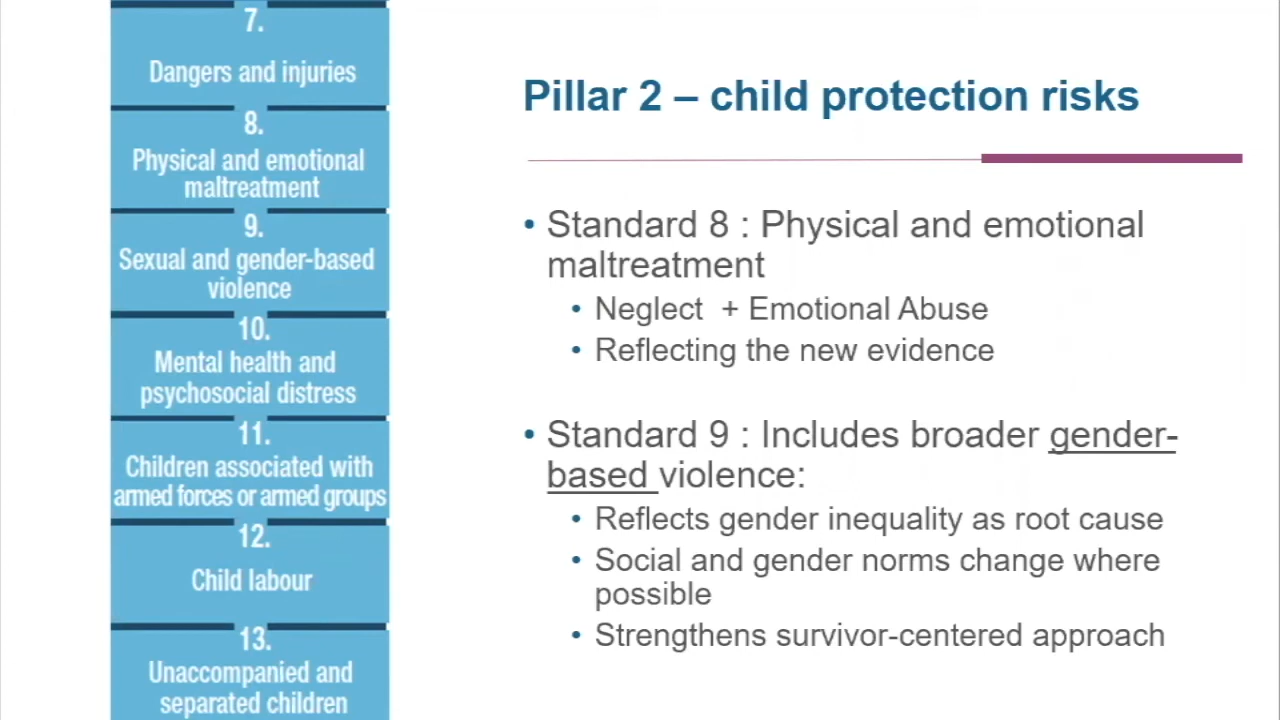 7.
Dangers and injuries
8.
Physical and emotional
maltreatment
9.
Sexual and gender-based
violence
10.
Mental health and
psychosocial distress
11.
Children associated with
armed forces or armed groups
12.
Child labour
13.
Unaccompanied and
separated children
Pillar 2 – child protection risks
• Standard 8 : Physical and emotional
maltreatment
• Neglect + Emotional Abuse
• Reflecting the new evidence
• Standard 9 : Includes broader gender-
based violence:
• Reflects gender inequality as root cause
• Social and gender norms change where
possible
• Strengthens survivor-centered approach